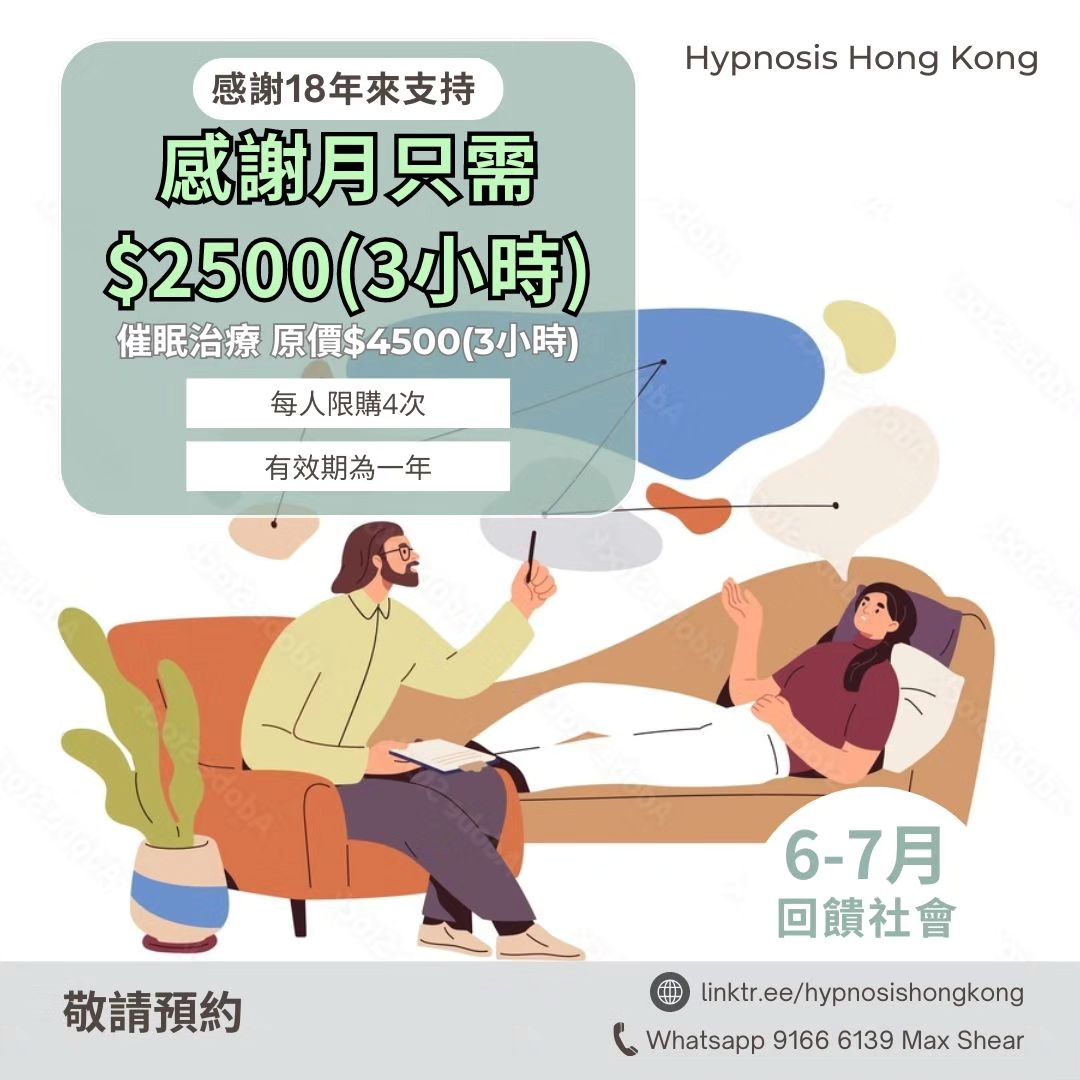 Hypnosis Hong Kong
感謝18年來支持
感謝月只需
$2500(3小時)
催眠治療 原價$4500(3小時)
每人限購4次
有效期為一年
6-7月
回饋社會
敬請預約
linktr.ee/hypnosishongkong
Whatsapp 9166 6139 Max Shear